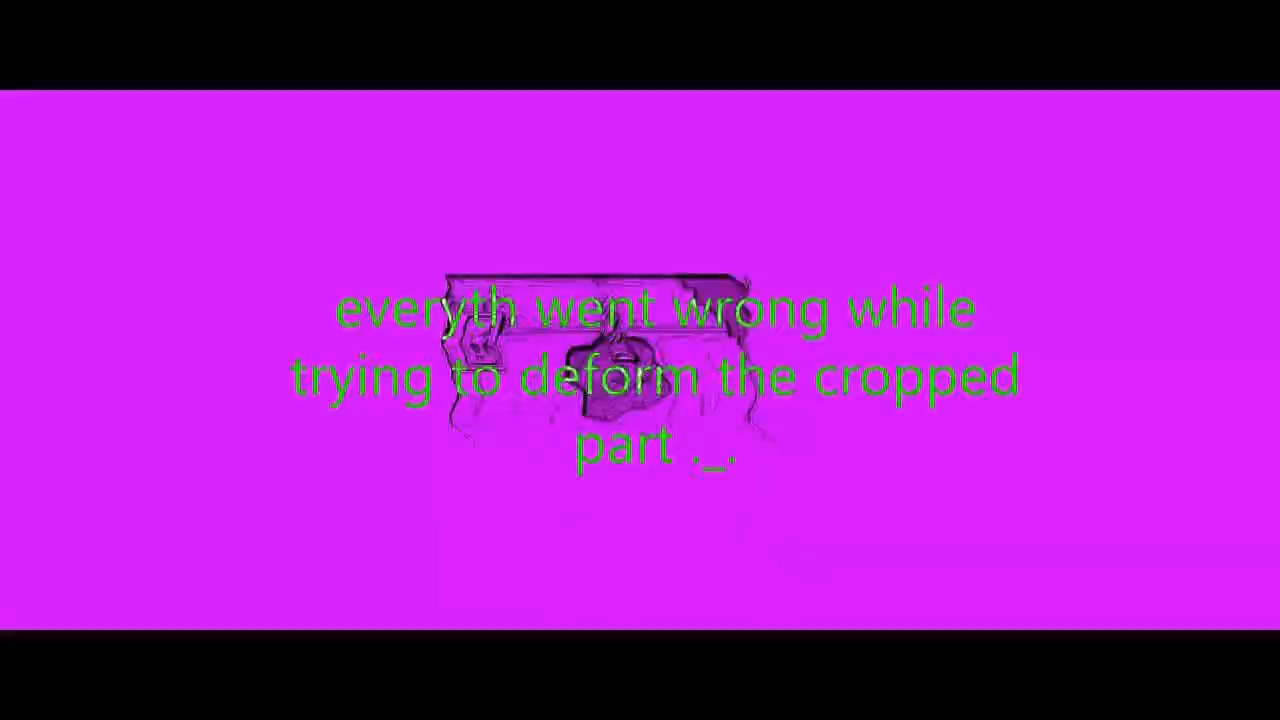 everyth went wrong while
trying to deform the cropped
part ._.